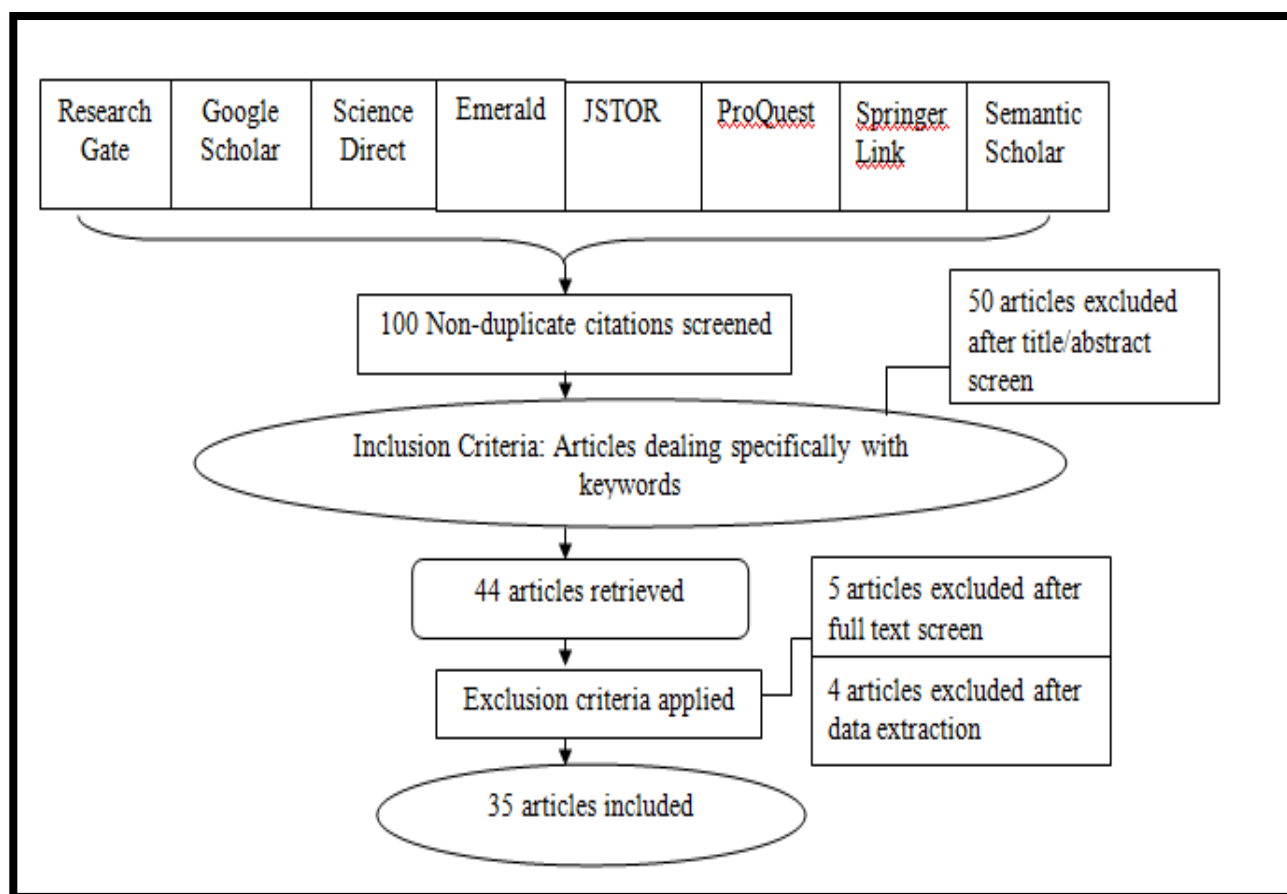 Research
Gate
Google
Scholar
Science
Direct
Emerald
JSTOR
ProQuest
Springer
Link
Semantic
Scholar
100 Non-duplicate citations screened
50 articles excluded
after title/abstract
screen
Inclusion Criteria: Articles dealing specifically with
keywords
44 articles retrieved
5 articles excluded after
full text screen
Exclusion criteria applied
4 articles excluded after
data extraction
35 articles included